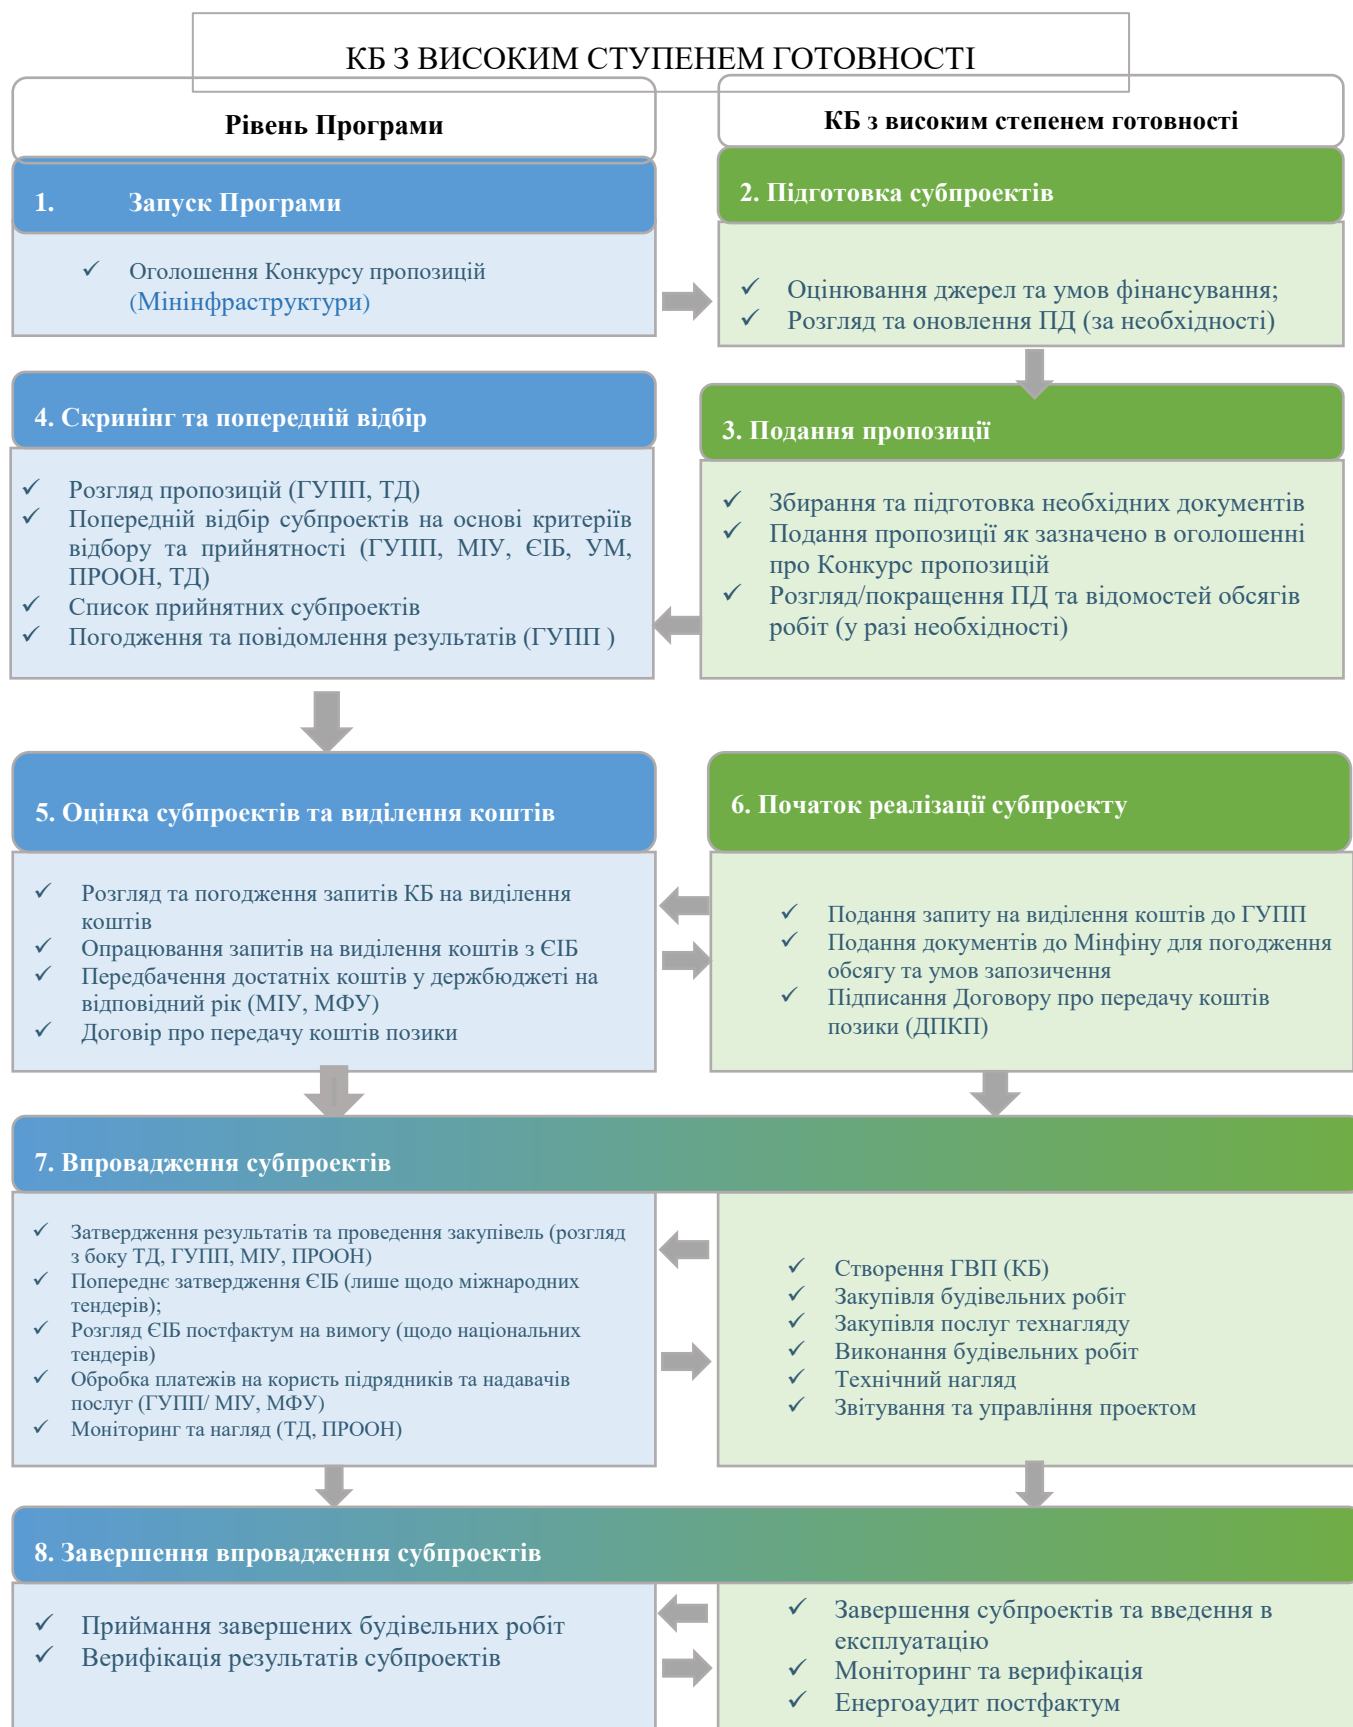 КБ З ВИСОКИМ СТУПЕНЕМ ГОТОВНОСТІ
Рівень Програми
КБ з високим степенем готовності
1. Запуск Програми
✓ Оголошення Конкурсу пропозицій
(Мінінфраструктури)
2. Підготовка субпроектів
✓ Оцінювання джерел та умов фінансування;
✓ Розгляд та оновлення ПД (за необхідності)
4. Скринінг та попередній відбір
✓ Розгляд пропозицій (ГУПП, ТД)
✓ Попередній відбір субпроектів на основі критеріїв
відбору та прийнятності (ГУПП, МІУ, ЄІБ, УМ,
ПРООН, ТД)
✓ Список прийнятних субпроектів
✓ Погодження та повідомлення результатів (ГУПП )
3. Подання пропозиції
✓ Збирання та підготовка необхідних документів
✓ Подання пропозиції як зазначено в оголошенні
про Конкурс пропозицій
✓ Розгляд/покращення ПД та відомостей обсягів
робіт (у разі необхідності)
5. Оцінка субпроектів та виділення коштів
✓ Розгляд та погодження запитів КБ на виділення
коштів
✓ Опрацювання запитів на виділення коштів з ЄІБ
✓ Передбачення достатніх коштів у держбюджеті на
відповідний рік (МІУ, МФУ)
✓ Договір про передачу коштів позики
6. Початок реалізації субпроекту
✓ Подання запиту на виділення коштів до ГУПП
✓ Подання документів до Мінфіну для погодження
обсягу та умов запозичення
✓ Підписання Договору про передачу коштів
позики (ДПКП)
7. Впровадження субпроектів
✓ Затвердження результатів та проведення закупівель (розгляд
з боку ТД, ГУПП, МІУ, ПРООН)
✓ Попереднє затвердження ЄІБ (лише щодо міжнародних
тендерів);
✓ Розгляд ЄІБ постфактум на вимогу (щодо національних
тендерів)
✓ Обробка платежів на користь підрядників та надавачів
послуг (ГУПП/ МІУ, МФУ)
✓ Моніторинг та нагляд (ТД, ПРООН)
✓ Створення ГВП (КБ)
✓ Закупівля будівельних робіт
✓ Закупівля послуг технагляду
✓ Виконання будівельних робіт
✓ Технічний нагляд
✓ Звітування та управління проектом
8. Завершення впровадження субпроектів
✓ Приймання завершених будівельних робіт
✓ Верифікація результатів субпроектів
✓ Завершення субпроектів та введення в
експлуатацію
✓ Моніторинг та верифікація
✓ Енергоаудит постфактум